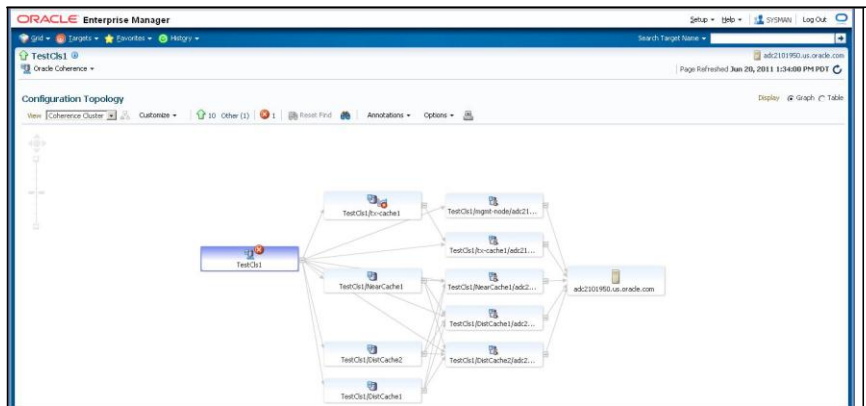 ORACLE Enterprise Manager
Setup Help SYSMAN Log Out
Grid Targets Favorites History
Search Target Name
TestCls1
adc2101950.us.oracle.com
Oracle Coherence
Page Refreshed Jun 20, 2011 1:34:00 PM PDT
Configuration Topology
Display Graph Table
View Coherence Cluster Customize 10 Other (1) 1 Reset Find Annotations Options
TestCls1/tx-cache1
TestCls1/mgmt-node/adc21...
TestCls1/tx-cache1/adc21...
TestCls1
TestCls1/NearCache1
TestCls1/NearCache1/adc2...
adc2101950.us.oracle.com
TestCls1/DistCache1/adc2...
TestCls1/DistCache2
TestCls1/DistCache2/adc2...
TestCls1/DistCache1